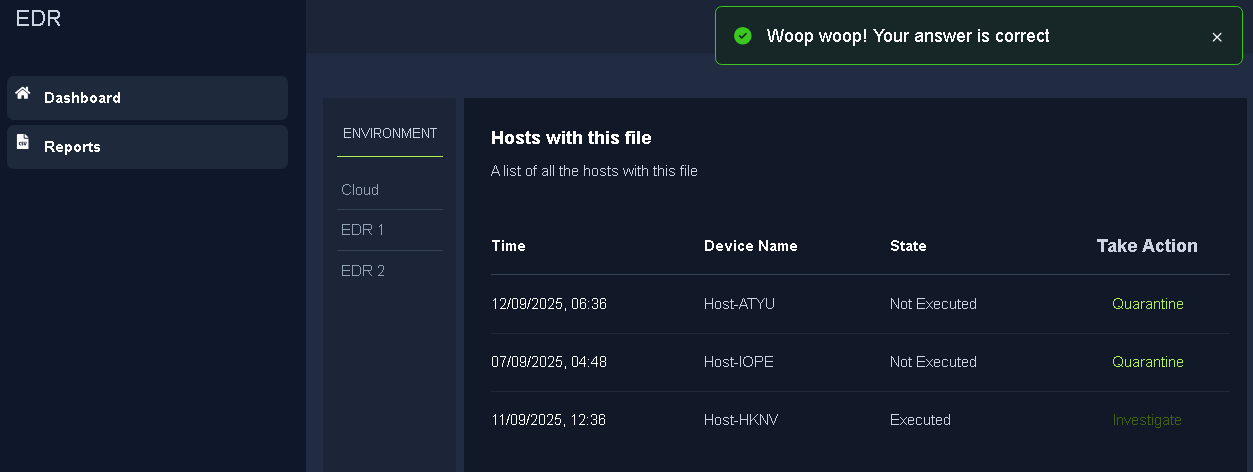 EDR
Woop woop! Your answer is correct
Dashboard
Reports
ENVIRONMENT
Cloud
EDR 1
EDR 2
Hosts with this file
A list of all the hosts with this file
Time Device Name State Take Action
12/09/2025, 06:36 Host-ATYU Not Executed Quarantine
07/09/2025, 04:48 Host-IOPE Not Executed Quarantine
11/09/2025, 12:36 Host-HKNV Executed Investigate